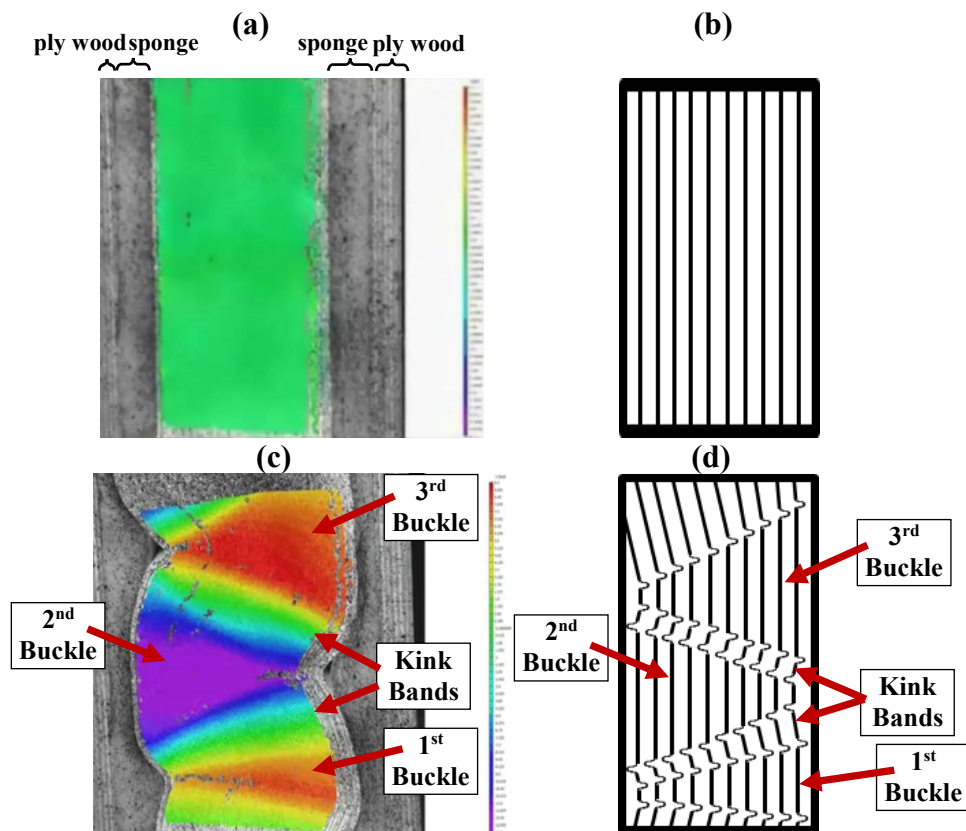 (a)
(b)
ply wood sponge
sponge ply wood
(c)
(d)
3rd
Buckle
2nd
Buckle
Kink
Bands
1st
Buckle
3rd
Buckle
2nd
Buckle
Kink
Bands
1st
Buckle